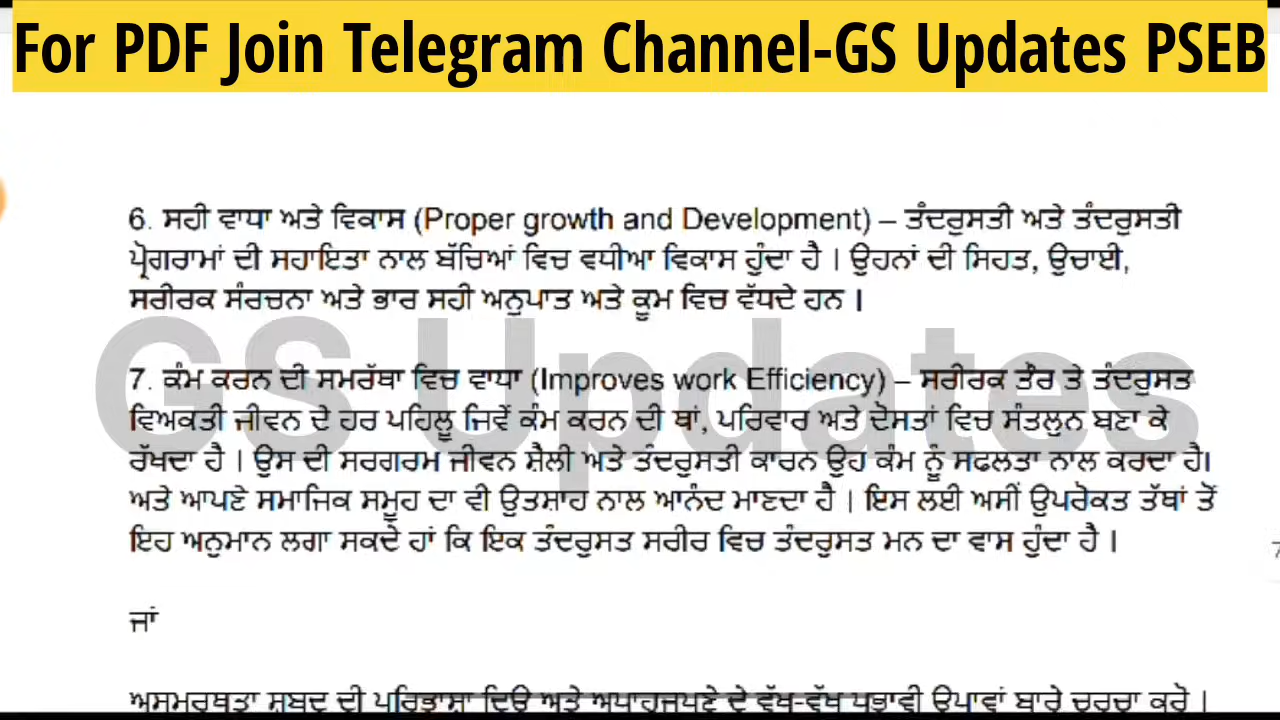 For PDF Join Telegram Channel-GS Updates PSEB
6. ਸਹੀ ਵਾਧਾ ਅਤੇ ਵਿਕਾਸ (Proper growth and Development) – ਤੰਦਰੁਸਤੀ ਅਤੇ ਤੰਦਰੁਸਤੀ
ਪ੍ਰੋਗਰਾਮਾਂ ਦੀ ਸਹਾਇਤਾ ਨਾਲ ਬੱਚਿਆਂ ਵਿਚ ਵਧੀਆ ਵਿਕਾਸ ਹੁੰਦਾ ਹੈ । ਉਹਨਾਂ ਦੀ ਸਿਹਤ, ਉਚਾਈ,
ਸਰੀਰਕ ਸੰਰਚਨਾ ਅਤੇ ਭਾਰ ਸਹੀ ਅਨੁਪਾਤ ਅਤੇ ਕ੍ਰਮ ਵਿਚ ਵੱਧਦੇ ਹਨ ।
GS Updates
7. ਕੰਮ ਕਰਨ ਦੀ ਸਮਰੱਥਾ ਵਿਚ ਵਾਧਾ (Improves work Efficiency) – ਸਰੀਰਕ ਤੌਰ ਤੇ ਤੰਦਰੁਸਤ
ਵਿਅਕਤੀ ਜੀਵਨ ਦੇ ਹਰ ਪਹਿਲੂ ਜਿਵੇਂ ਕੰਮ ਕਰਨ ਦੀ ਥਾਂ, ਪਰਿਵਾਰ ਅਤੇ ਦੋਸਤਾਂ ਵਿਚ ਸੰਤਲੁਨ ਬਣਾ ਕੇ
ਰੱਖਦਾ ਹੈ । ਉਸ ਦੀ ਸਰਗਰਮ ਜੀਵਨ ਸ਼ੈਲੀ ਅਤੇ ਤੰਦਰੁਸਤੀ ਕਾਰਨ ਉਹ ਕੰਮ ਨੂੰ ਸਫਲਤਾ ਨਾਲ ਕਰਦਾ ਹੈ।
ਅਤੇ ਆਪਣੇ ਸਮਾਜਿਕ ਸਮੂਹ ਦਾ ਵੀ ਉਤਸ਼ਾਹ ਨਾਲ ਆਨੰਦ ਮਾਣਦਾ ਹੈ । ਇਸ ਲਈ ਅਸੀਂ ਉਪਰੋਕਤ ਤੱਥਾਂ ਤੋਂ
ਇਹ ਅਨੁਮਾਨ ਲਗਾ ਸਕਦੇ ਹਾਂ ਕਿ ਇਕ ਤੰਦਰੁਸਤ ਸਰੀਰ ਵਿਚ ਤੰਦਰੁਸਤ ਮਨ ਦਾ ਵਾਸ ਹੁੰਦਾ ਹੈ ।
7
ਜਾਂ
ਅਸਮਰਥਤਾ ਸ਼ਬਦ ਦੀ ਪਰਿਭਾਸ਼ਾ ਦਿਉ ਅਤੇ ਅਪਾਹਜਪਣੇ ਦੇ ਵੱਖ-ਵੱਖ ਪ੍ਰਭਾਵੀ ਉਪਾਵਾਂ ਬਾਰੇ ਚਰਚਾ ਕਰੋ ।